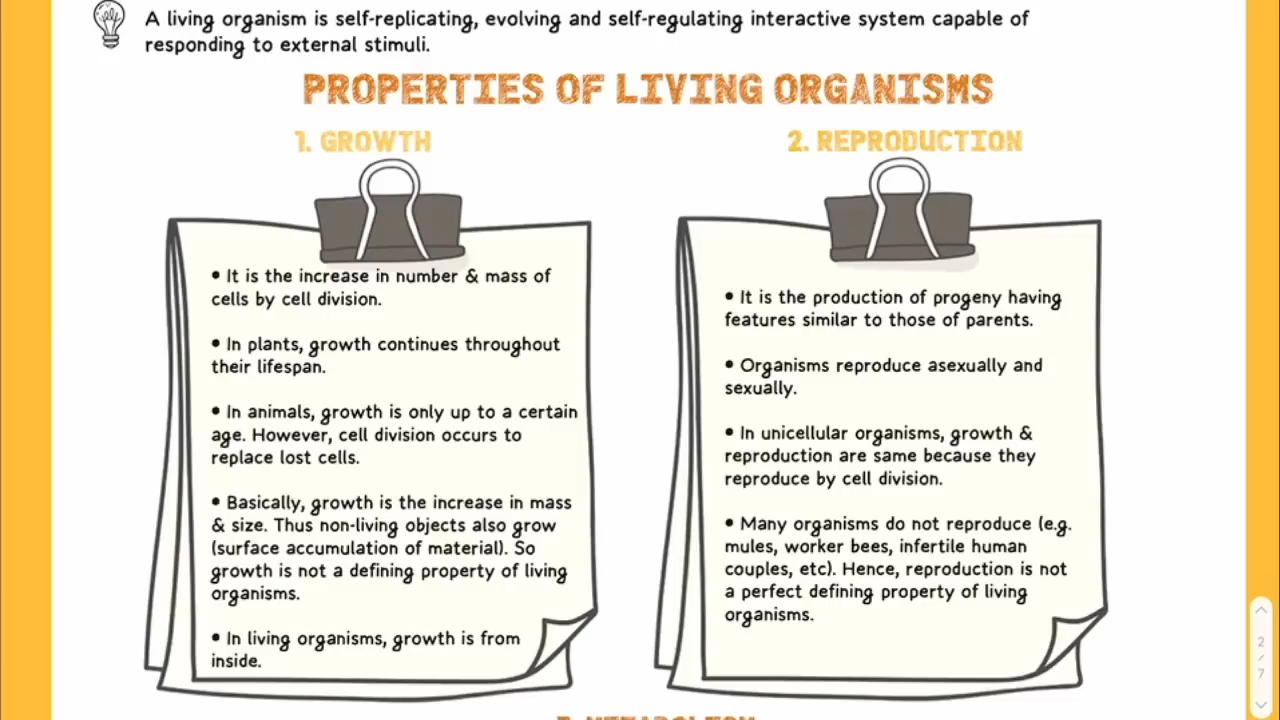 A living organism is self-replicating, evolving and self-regulating interactive system capable of
responding to external stimuli.
PROPERTIES OF LIVING ORGANISMS
1. GROWTH
• It is the increase in number & mass of
cells by cell division.
• In plants, growth continues throughout
their lifespan.
• In animals, growth is only up to a certain
age. However, cell division occurs to
replace lost cells.
• Basically, growth is the increase in mass
& size. Thus non-living objects also grow
(surface accumulation of material). So
growth is not a defining property of living
organisms.
• In living organisms, growth is from
inside.
2. REPRODUCTION
• It is the production of progeny having
features similar to those of parents.
• Organisms reproduce asexually and
sexually.
• In unicellular organisms, growth &
reproduction are same because they
reproduce by cell division.
• Many organisms do not reproduce (e.g.
mules, worker bees, infertile human
couples, etc). Hence, reproduction is not
a perfect defining property of living
organisms.
2
/
7